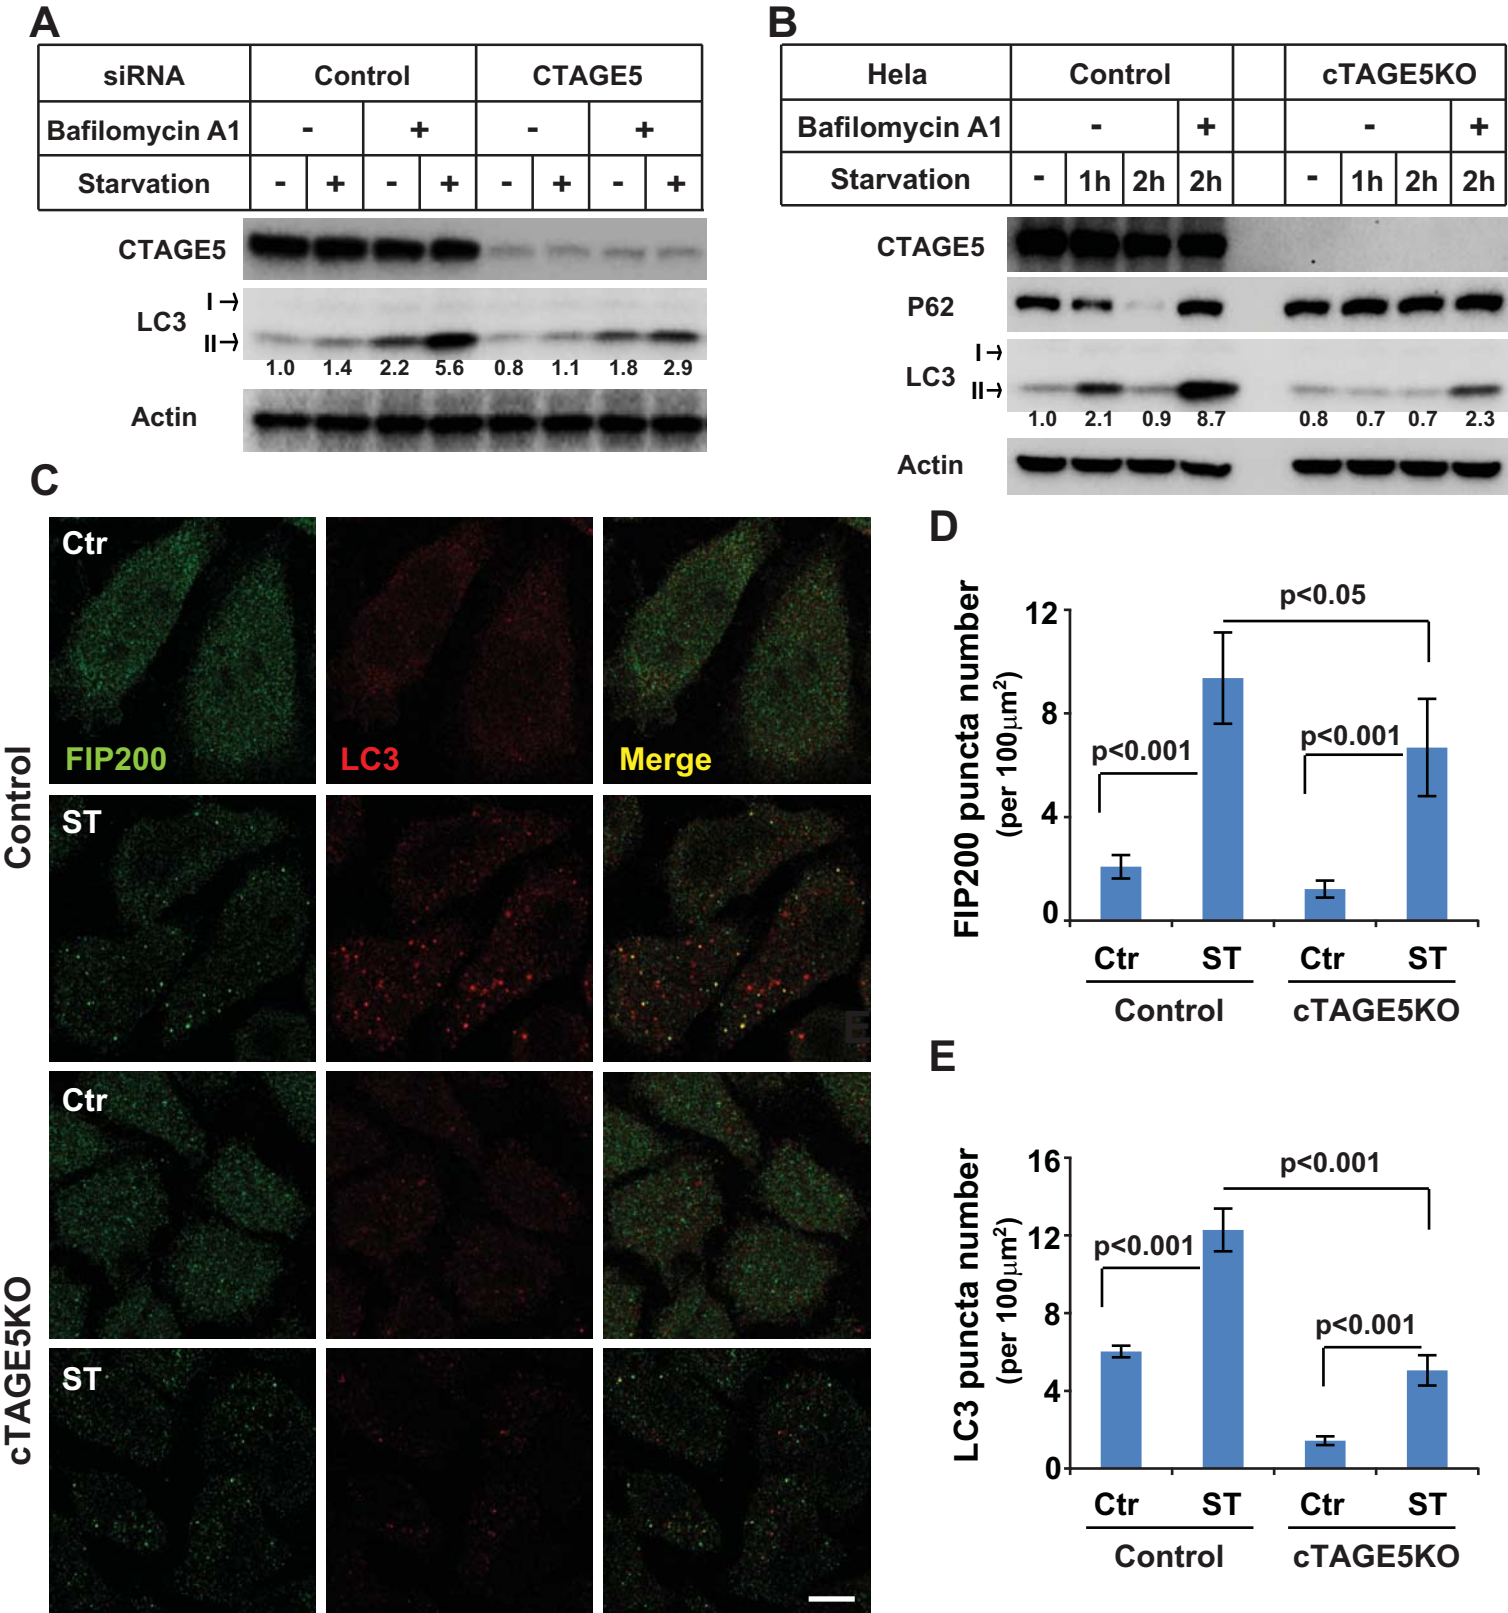 A
siRNA Control CTAGE5
Bafilomycin A1 - + - +
Starvation - + - + - + - +
CTAGE5
I
LC3
II
1.0 1.4 2.2 5.6 0.8 1.1 1.8 2.9
Actin
B
Hela Control cTAGE5KO
Bafilomycin A1 - + - +
Starvation - 1h 2h 2h - 1h 2h 2h
CTAGE5
P62
I
LC3
II
1.0 2.1 0.9 8.7 0.8 0.7 0.7 2.3
Actin
C
Control
Ctr
FIP200 LC3 Merge
ST
E
cTAGE5KO
Ctr
ST
D
FIP200 puncta number
(per 100μm²)
12
8
4
0
p<0.001
p<0.05
p<0.001
Ctr ST Ctr ST
Control cTAGE5KO
E
LC3 puncta number
(per 100μm²)
16
12
8
4
0
p<0.001
p<0.001
p<0.001
Ctr ST Ctr ST
Control cTAGE5KO